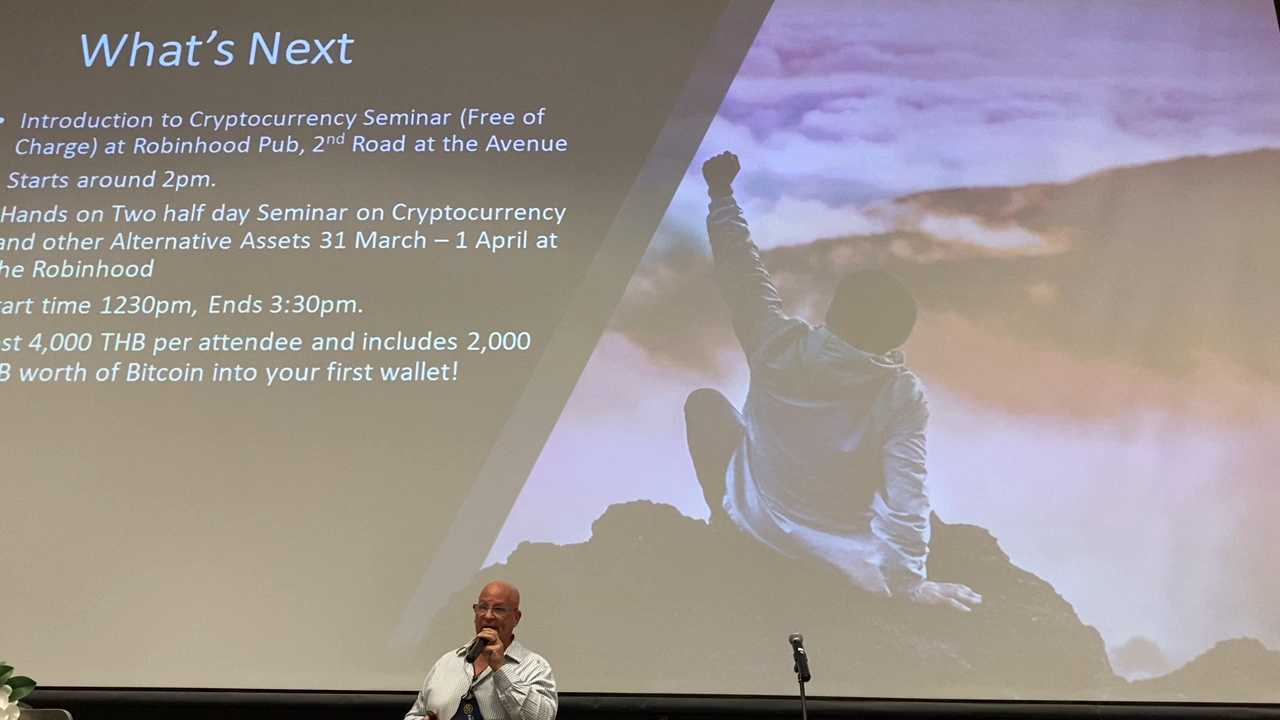 What's Next
• Introduction to Cryptocurrency Seminar (Free of
Charge) at Robinhood Pub, 2nd Road at the Avenue
Starts around 2pm.
Hands on Two half day Seminar on Cryptocurrency
and other Alternative Assets 31 March – 1 April at
he Robinhood
art time 1230pm, Ends 3:30pm.
st 4,000 THB per attendee and includes 2,000
B worth of Bitcoin into your first wallet!